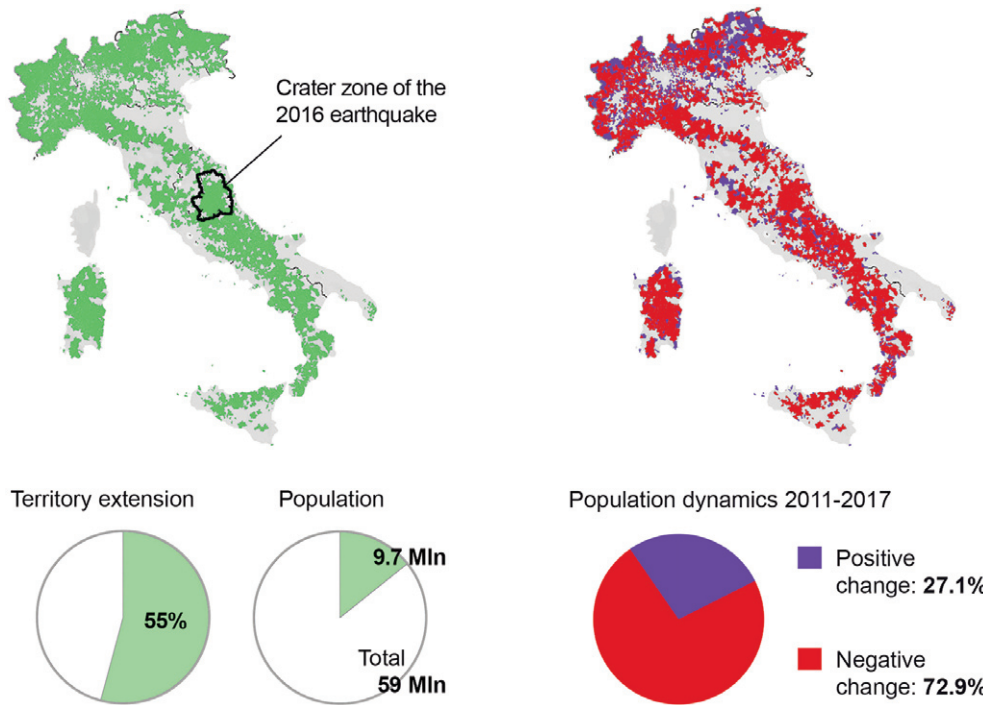 Crater zone of the
2016 earthquake
Territory extension
55%
Population
9.7 Mln
Total
59 Mln
Population dynamics 2011-2017
Positive
change: 27.1%
Negative
change: 72.9%